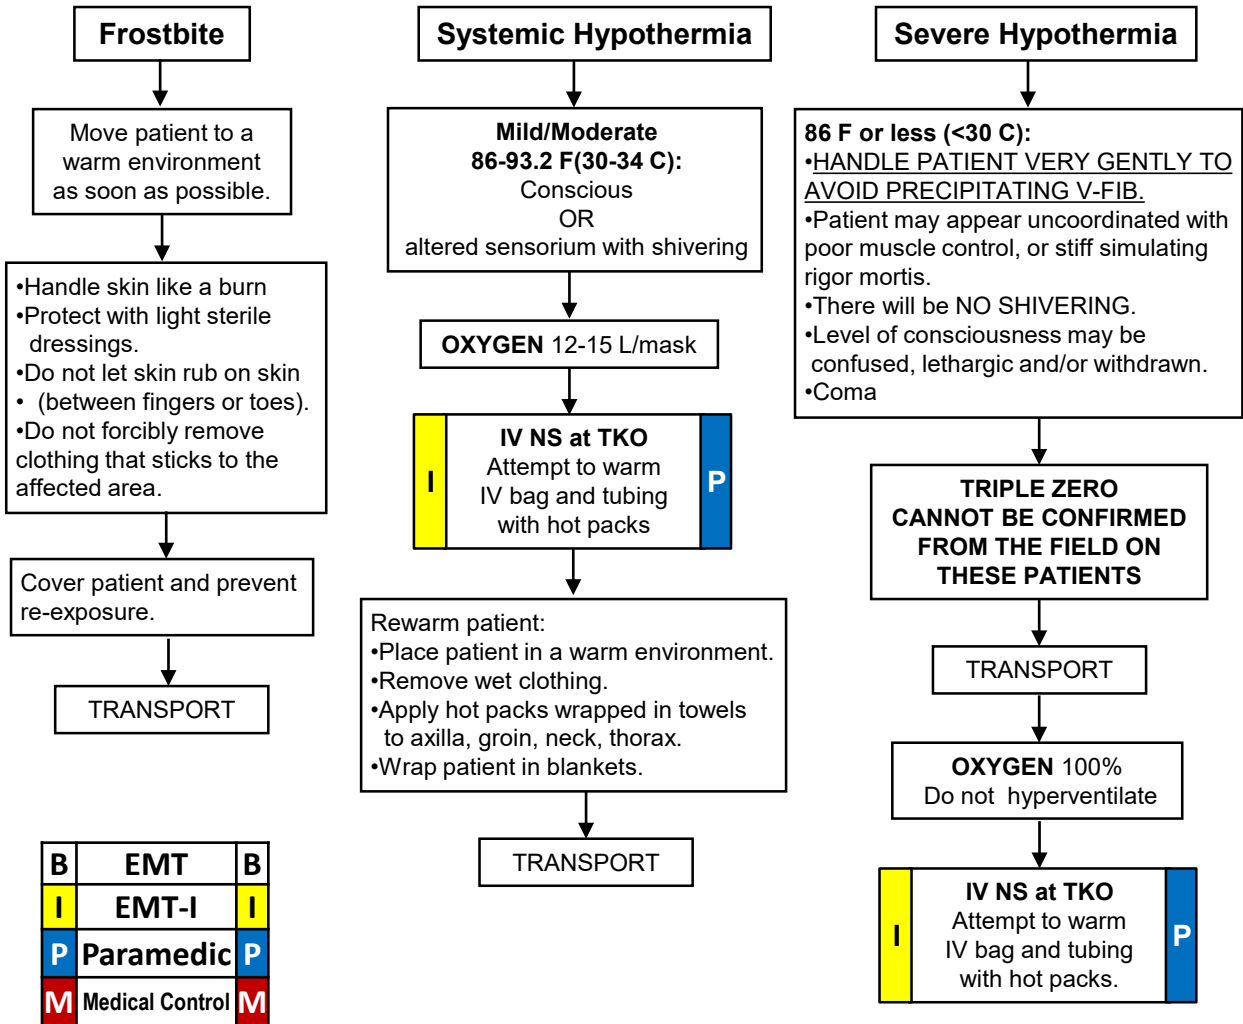 Frostbite
Move patient to a
warm environment
as soon as possible.
•Handle skin like a burn
•Protect with light sterile
dressings.
•Do not let skin rub on skin
• (between fingers or toes).
•Do not forcibly remove
clothing that sticks to the
affected area.
Cover patient and prevent
re-exposure.
TRANSPORT
Systemic Hypothermia
Mild/Moderate
86-93.2 F(30-34 C):
Conscious
OR
altered sensorium with shivering
OXYGEN 12-15 L/mask
I
IV NS at TKO
Attempt to warm
IV bag and tubing
with hot packs
P
Rewarm patient:
•Place patient in a warm environment.
•Remove wet clothing.
•Apply hot packs wrapped in towels
to axilla, groin, neck, thorax.
•Wrap patient in blankets.
TRANSPORT
Severe Hypothermia
86 F or less (<30 C):
•HANDLE PATIENT VERY GENTLY TO
AVOID PRECIPITATING V-FIB.
•Patient may appear uncoordinated with
poor muscle control, or stiff simulating
rigor mortis.
•There will be NO SHIVERING.
•Level of consciousness may be
confused, lethargic and/or withdrawn.
•Coma
TRIPLE ZERO
CANNOT BE CONFIRMED
FROM THE FIELD ON
THESE PATIENTS
TRANSPORT
OXYGEN 100%
Do not hyperventilate
I
IV NS at TKO
Attempt to warm
IV bag and tubing
with hot packs.
P
B EMT B
I EMT-I I
P Paramedic P
M Medical Control M